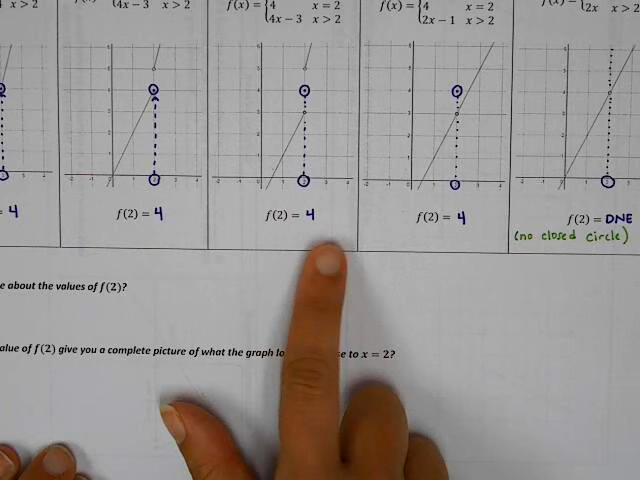 x > 2
4x − 3 x > 2
f(x) = {4 x = 2
4x − 3 x > 2
f(x) = {4 x = 2
2x − 1 x > 2
2x x > 2
= 4
f(2) = 4
f(2) = 4
f(2) = 4
f(2) = DNE
(no closed circle)
about the values of f(2)?
value of f(2) give you a complete picture of what the graph to x = 2?